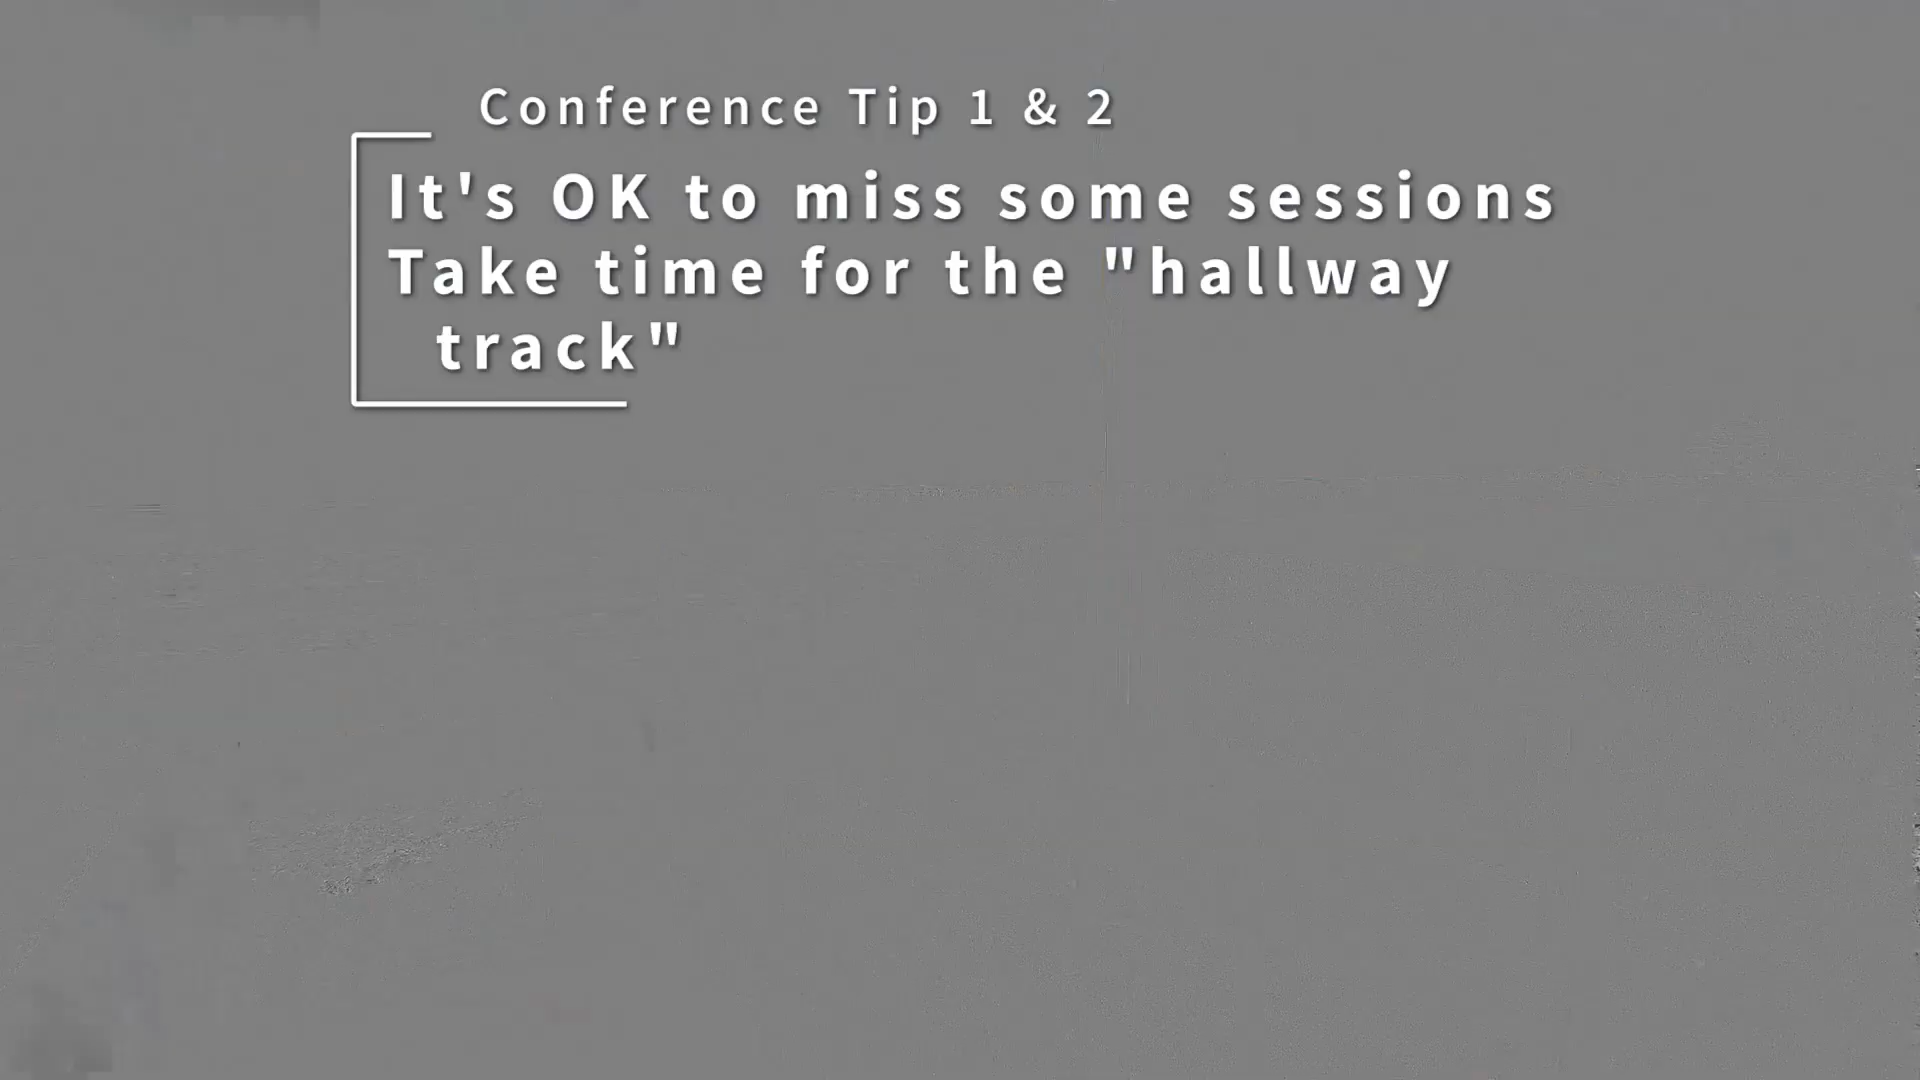 Conference Tip 1 & 2
It's OK to miss some sessions
Take time for the "hallway
track"